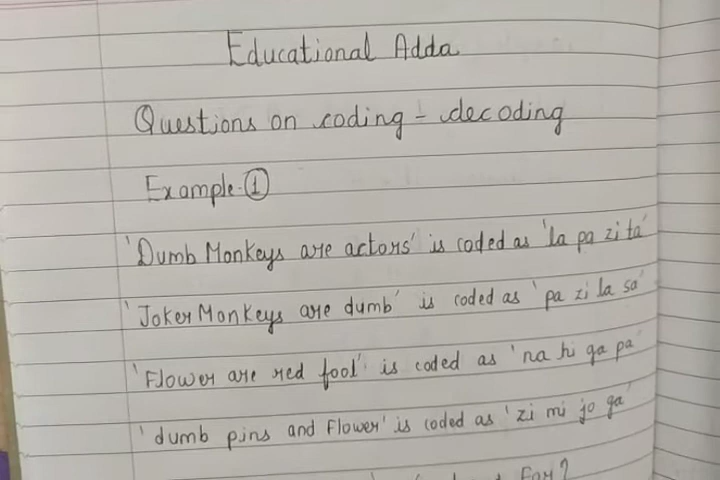 Educational Adda
Questions on coding - decoding
Example-①
'Dumb Monkeys are actors' is coded as 'la pa zi ta'
'Joker Monkeys are dumb' is coded as 'pa zi la sa'
'Flower are red fool' is coded as 'na hi ga pa'
'dumb pins and Flower' is coded as 'zi mi jo ga'
for?